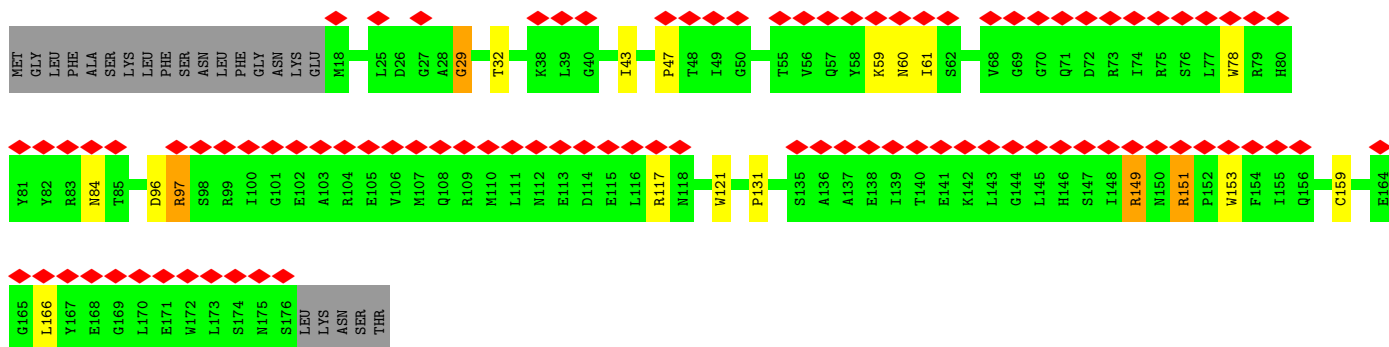 MET GLY LEU PHE ALA SER LYS LEU PHE SER ASN LEU PHE GLY ASN LYS GLU M18 L25 D26 G27 A28 G29 T32 K38 L39 G40 I43 P47 T48 I49 G50 T55 V56 Q57 Y58 K59 N60 I61 S62 V68 G69 G70 Q71 D72 R73 I74 R75 S76 L77 W78 R79 H80
Y81 Y82 R83 N84 T85 D96 R97 S98 R99 I100 G101 E102 A103 R104 E105 V106 M107 Q108 R109 M110 L111 N112 E113 D114 E115 L116 R117 N118 W121 P131 S135 A136 A137 E138 I139 T140 E141 K142 L143 G144 L145 H146 S147 I148 R149 N150 R151 P152 W153 F154 I155 Q156 C159 E164
G165 L166 Y167 E168 G169 L170 E171 W172 L173 S174 N175 S176 LEU LYS ASN SER THR